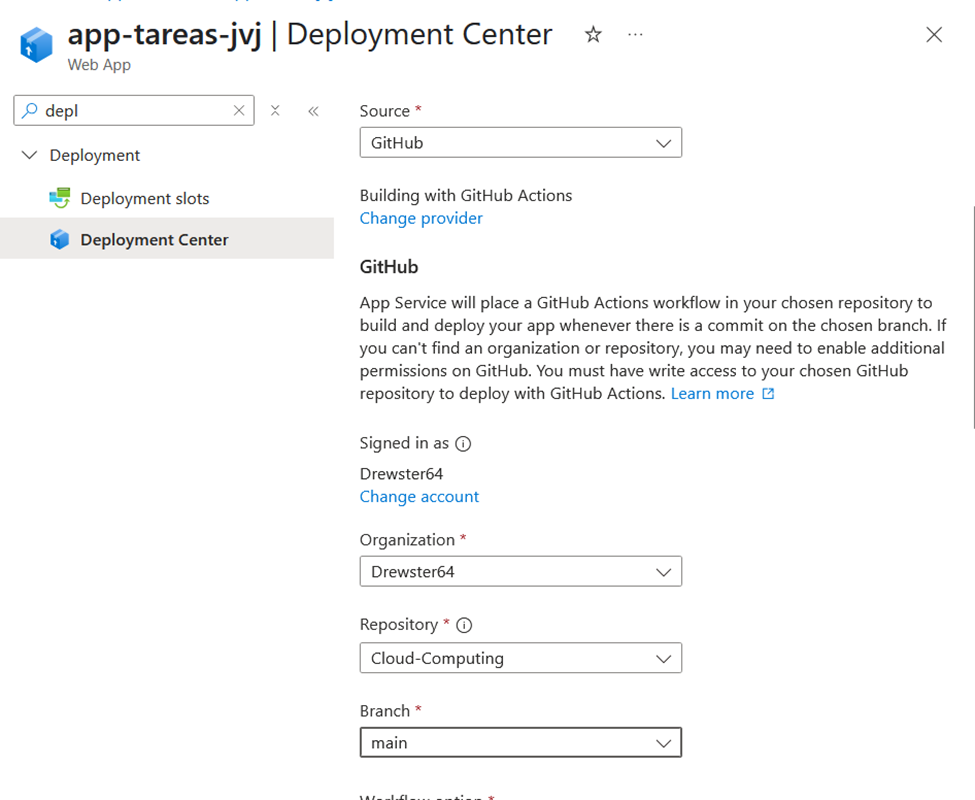 app-tareas-jvj | Deployment Center
Web App
depl
Deployment
Deployment slots
Deployment Center
Source *
GitHub
Building with GitHub Actions
Change provider
GitHub
App Service will place a GitHub Actions workflow in your chosen repository to
build and deploy your app whenever there is a commit on the chosen branch. If
you can't find an organization or repository, you may need to enable additional
permissions on GitHub. You must have write access to your chosen GitHub
repository to deploy with GitHub Actions. Learn more
Signed in as
Drewster64
Change account
Organization *
Drewster64
Repository *
Cloud-Computing
Branch *
main
Workflow option *